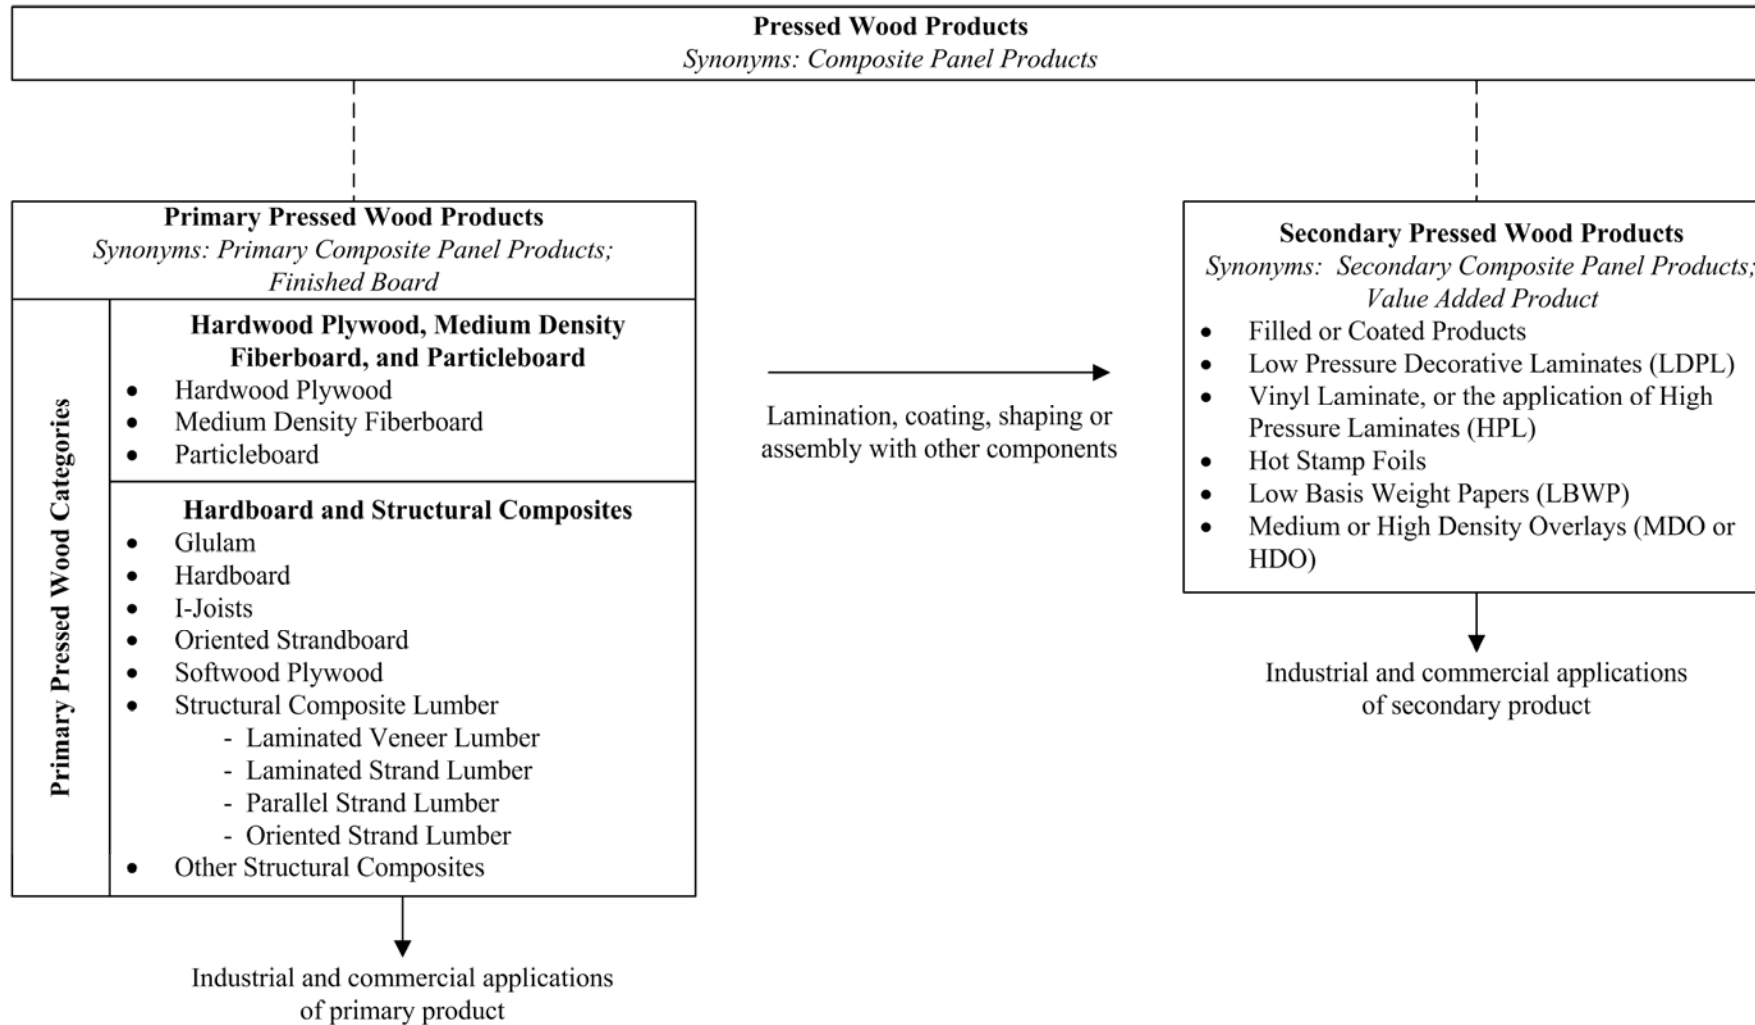 Pressed Wood Products
Synonyms: Composite Panel Products
Primary Pressed Wood Products
Synonyms: Primary Composite Panel Products;
Finished Board
Primary Pressed Wood Categories
Hardwood Plywood, Medium Density
Fiberboard, and Particleboard
• Hardwood Plywood
• Medium Density Fiberboard
• Particleboard
Hardboard and Structural Composites
• Glulam
• Hardboard
• I-Joists
• Oriented Strandboard
• Softwood Plywood
• Structural Composite Lumber
- Laminated Veneer Lumber
- Laminated Strand Lumber
- Parallel Strand Lumber
- Oriented Strand Lumber
• Other Structural Composites
Industrial and commercial applications
of primary product
Lamination, coating, shaping or
assembly with other components
Secondary Pressed Wood Products
Synonyms: Secondary Composite Panel Products;
Value Added Product
• Filled or Coated Products
• Low Pressure Decorative Laminates (LDPL)
• Vinyl Laminate, or the application of High
Pressure Laminates (HPL)
• Hot Stamp Foils
• Low Basis Weight Papers (LBWP)
• Medium or High Density Overlays (MDO or
HDO)
Industrial and commercial applications
of secondary product